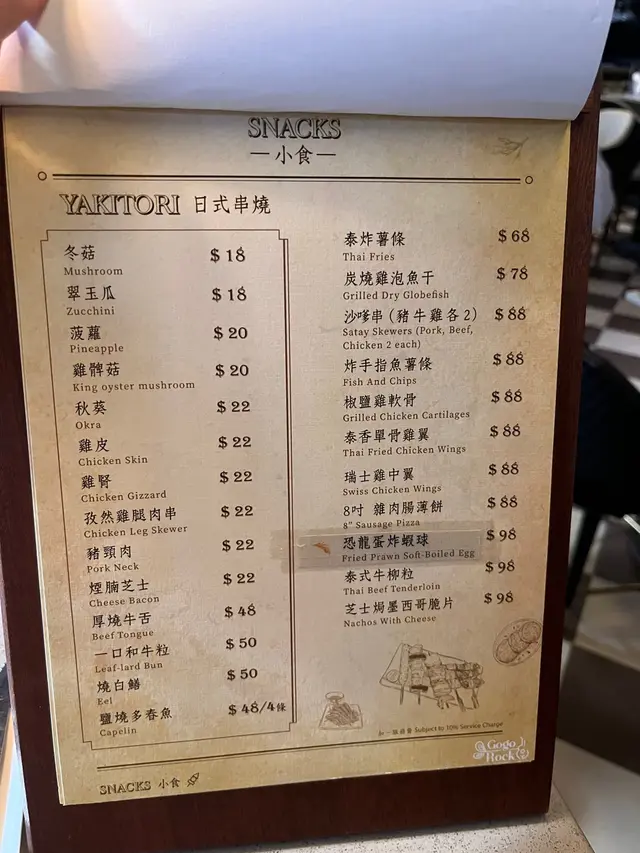 SNACKS
—小食—
YAKITORI 日式串燒
冬菇 $18
Mushroom
翠玉瓜 $18
Zucchini
菠蘿 $20
Pineapple
雞髀菇 $20
King oyster mushroom
秋葵 $22
Okra
雞皮 $22
Chicken Skin
雞腎 $22
Chicken Gizzard
孜然雞腿肉串 $22
Chicken Leg Skewer
豬頸肉 $22
Pork Neck
煙腩芝士 $22
Cheese Bacon
厚燒牛舌 $48
Beef Tongue
一口和牛粒 $50
Leaf-lard Bun
燒白鱔 $50
Eel
鹽燒多春魚 $48/4條
Capelin
泰炸薯條 $68
Thai Fries
炭燒雞泡魚干 $78
Grilled Dry Globefish
沙嗲串（豬牛雞各2） $88
Satay Skewers (Pork, Beef,
Chicken 2 each)
炸手指魚薯條 $88
Fish And Chips
椒鹽雞軟骨 $88
Grilled Chicken Cartilages
泰香單骨雞翼 $88
Thai Fried Chicken Wings
瑞士雞中翼 $88
Swiss Chicken Wings
8吋 雜肉腸薄餅 $88
8" Sausage Pizza
恐龍蛋炸蝦球 $98
Fried Prawn Soft-Boiled Egg
泰式牛柳粒 $98
Thai Beef Tenderloin
芝士焗墨西哥脆片 $98
Nachos With Cheese
Subject to 10% Service Charge
Gogo
Rock
SNACKS 小食